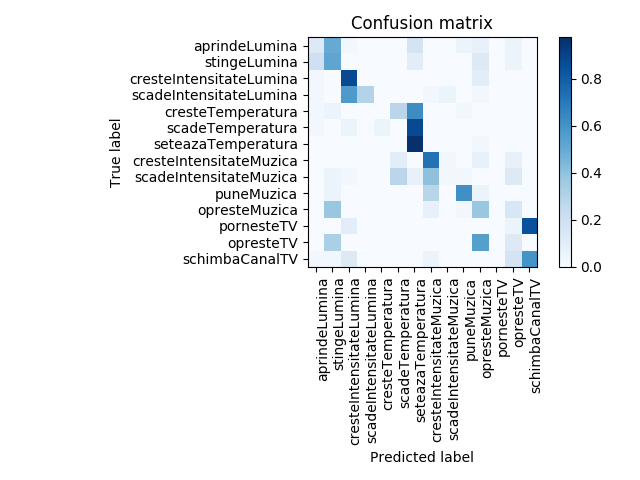 Confusion matrix
True label
aprindeLumina
stingeLumina
cresteIntensitateLumina
scadeIntensitateLumina
cresteTemperatura
scadeTemperatura
seteazaTemperatura
cresteIntensitateMuzica
scadeIntensitateMuzica
puneMuzica
opresteMuzica
pornesteTV
opresteTV
schimbaCanalTV
aprindeLumina
stingeLumina
cresteIntensitateLumina
scadeIntensitateLumina
cresteTemperatura
scadeTemperatura
seteazaTemperatura
cresteIntensitateMuzica
scadeIntensitateMuzica
puneMuzica
opresteMuzica
pornesteTV
opresteTV
schimbaCanalTV
Predicted label
0.8
0.6
0.4
0.2
0.0